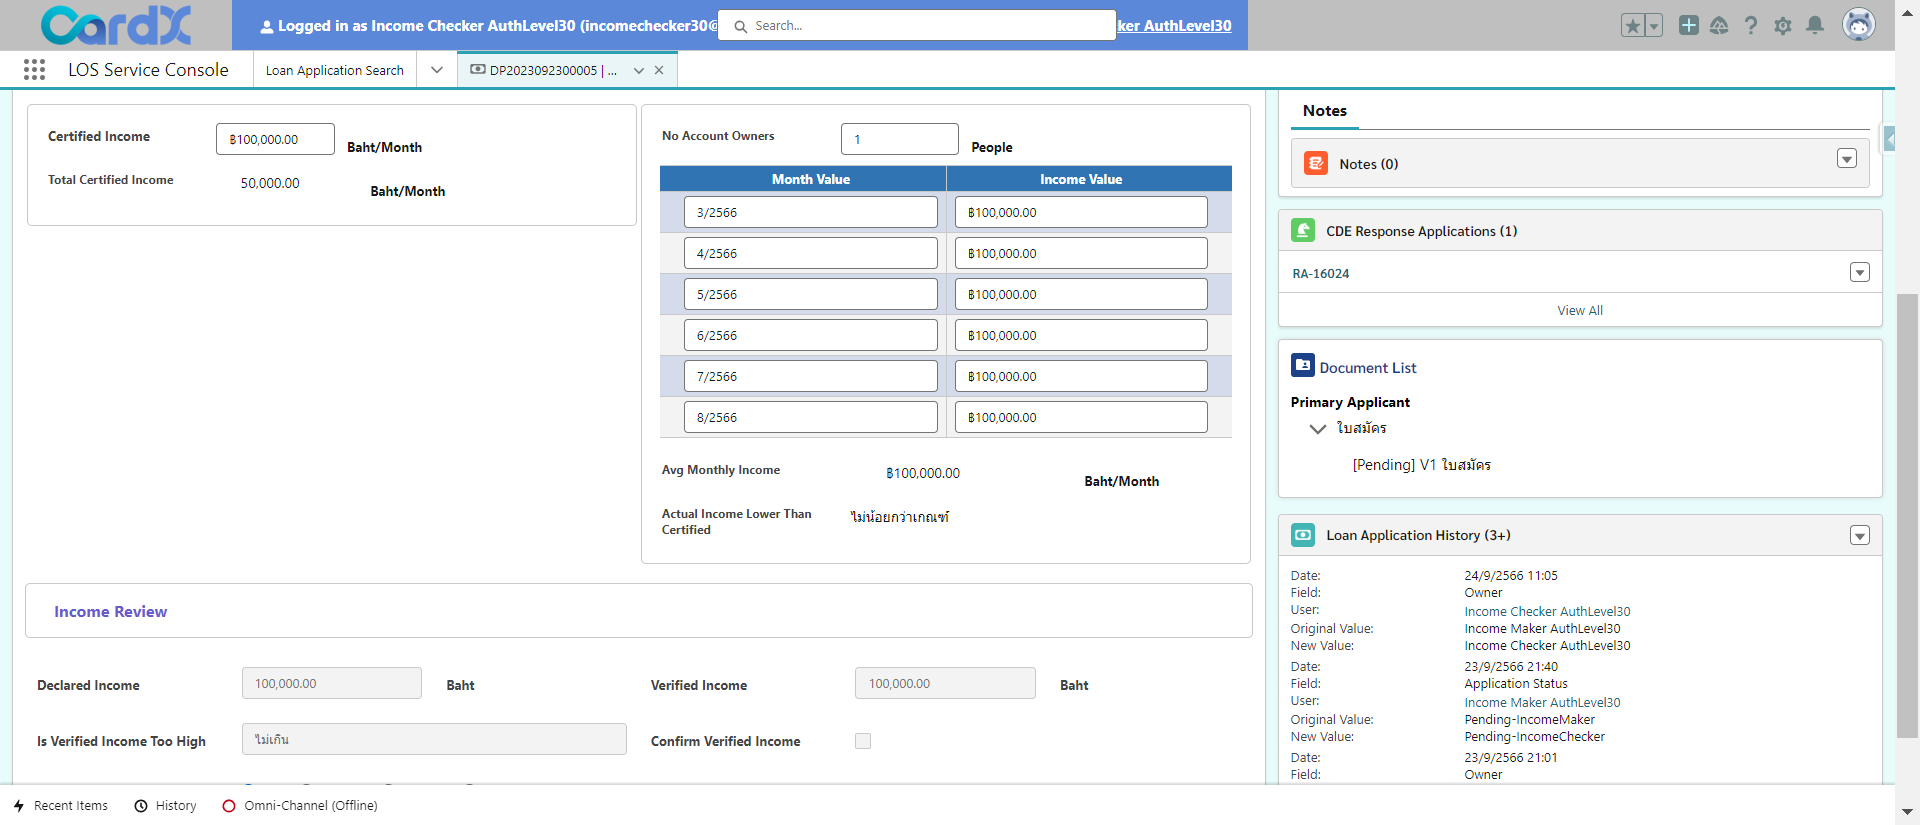 CardX
Logged in as Income Checker AuthLevel30 (incomechecker30@
Search...
ker AuthLevel30
LOS Service Console
Loan Application Search
DP2023092300005 | ...
Certified Income
฿100,000.00
Baht/Month
Total Certified Income
50,000.00
Baht/Month
No Account Owners
1
People
Month Value
Income Value
3/2566
฿100,000.00
4/2566
฿100,000.00
5/2566
฿100,000.00
6/2566
฿100,000.00
7/2566
฿100,000.00
8/2566
฿100,000.00
Avg Monthly Income
฿100,000.00
Baht/Month
Actual Income Lower Than
Certified
ไม่น้อยกว่าเกณฑ์
Income Review
Declared Income
100,000.00
Baht
Verified Income
100,000.00
Baht
Is Verified Income Too High
ไม่เกิน
Confirm Verified Income
Notes
Notes (0)
CDE Response Applications (1)
RA-16024
View All
Document List
Primary Applicant
ใบสมัคร
[Pending] V1 ใบสมัคร
Loan Application History (3+)
Date:
24/9/2566 11:05
Field:
Owner
User:
Income Checker AuthLevel30
Original Value:
Income Maker AuthLevel30
New Value:
Income Checker AuthLevel30
Date:
23/9/2566 21:40
Field:
Application Status
User:
Income Maker AuthLevel30
Original Value:
Pending-IncomeMaker
New Value:
Pending-IncomeChecker
Date:
23/9/2566 21:01
Field:
Owner
Recent Items
History
Omni-Channel (Offline)